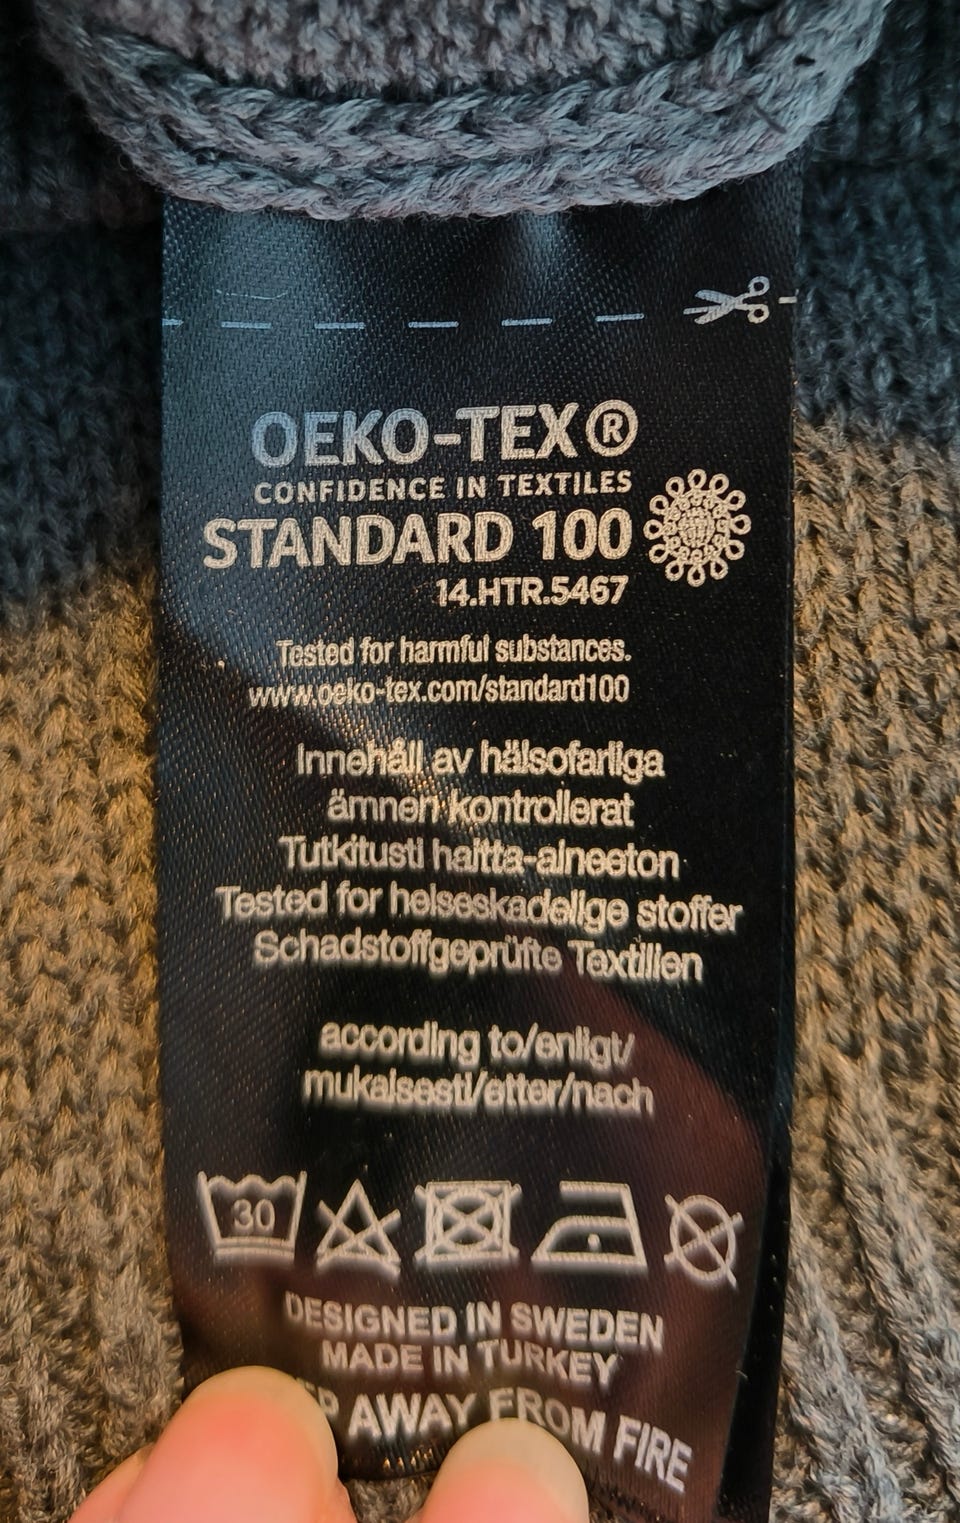 OEKO-TEX®
CONFIDENCE IN TEXTILES
STANDARD 100
14.HTR.5467
Tested for harmful substances.
www.oeko-tex.com/standard100
Innehåll av hälsofarliga
ämnen kontrollerat
Tutkitusti haitta-aineeton
Tested for helseskadelige stoffer
Schadstoffgeprüfte Textilien
according to/enligt/
mukaisesti/etter/nach
30
DESIGNED IN SWEDEN
MADE IN TURKEY
AWAY FROM FIRE